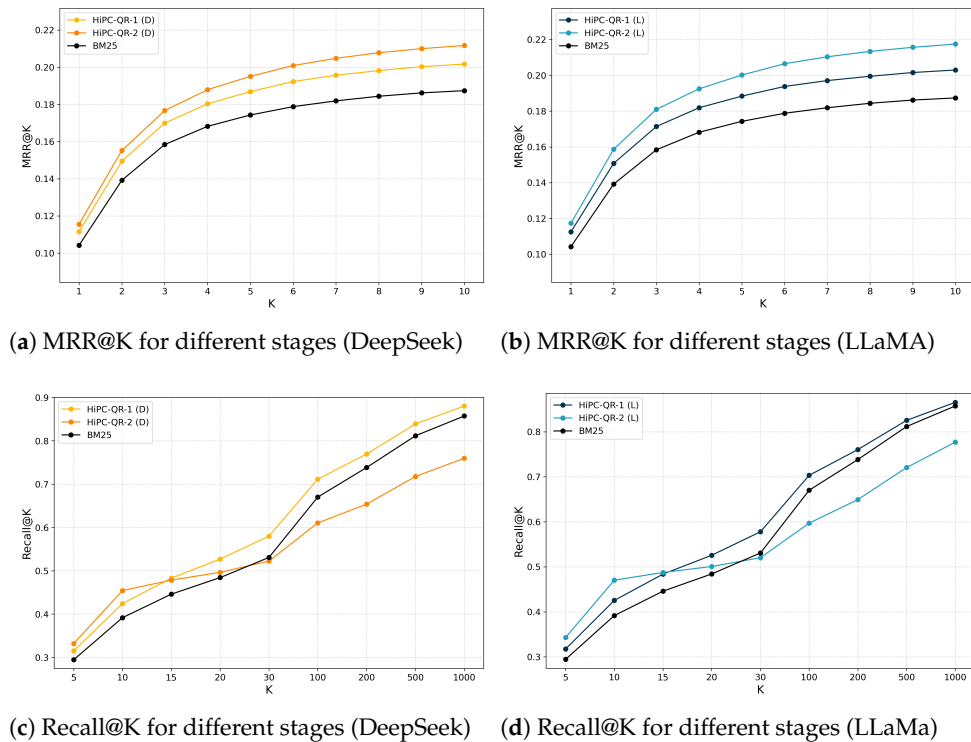 HiPC-QR-1 (D)
HiPC-QR-2 (D)
BM25
0.22
0.20
0.18
0.16
0.14
0.12
0.10
MRR@K
1 2 3 4 5 6 7 8 9 10
K
(a) MRR@K for different stages (DeepSeek)
HiPC-QR-1 (L)
HiPC-QR-2 (L)
BM25
0.22
0.20
0.18
0.16
0.14
0.12
0.10
MRR@K
1 2 3 4 5 6 7 8 9 10
K
(b) MRR@K for different stages (LLaMA)
HiPC-QR-1 (D)
HiPC-QR-2 (D)
BM25
0.9
0.8
0.7
0.6
0.5
0.4
0.3
Recall@K
5 10 15 20 30 100 200 500 1000
K
(c) Recall@K for different stages (DeepSeek)
HiPC-QR-1 (L)
HiPC-QR-2 (L)
BM25
0.8
0.7
0.6
0.5
0.4
0.3
Recall@K
5 10 15 20 30 100 200 500 1000
K
(d) Recall@K for different stages (LLaMa)